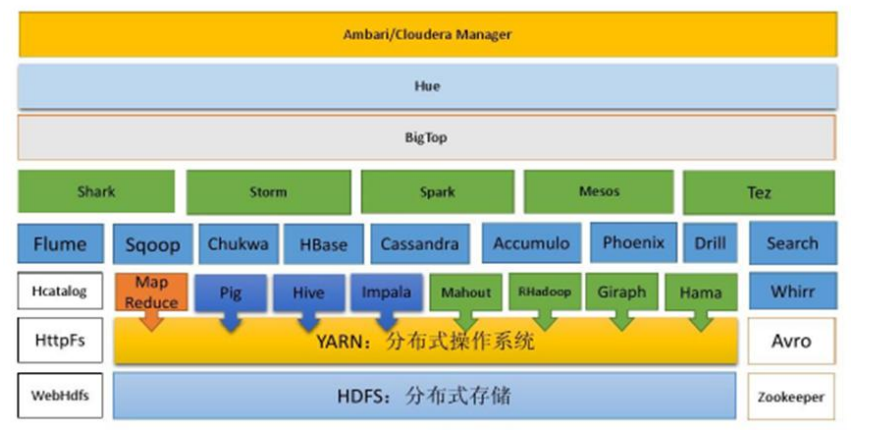 Ambari/Cloudera Manager
Hue
BigTop
Shark Storm Spark Mesos Tez
Flume Sqoop Chukwa HBase Cassandra Accumulo Phoenix Drill Search
Hcatalog Map Reduce Pig Hive Impala Mahout RHadoop Giraph Hama Whirr
HttpFs YARN：分布式操作系统 Avro
WebHdfs HDFS：分布式存储 Zookeeper